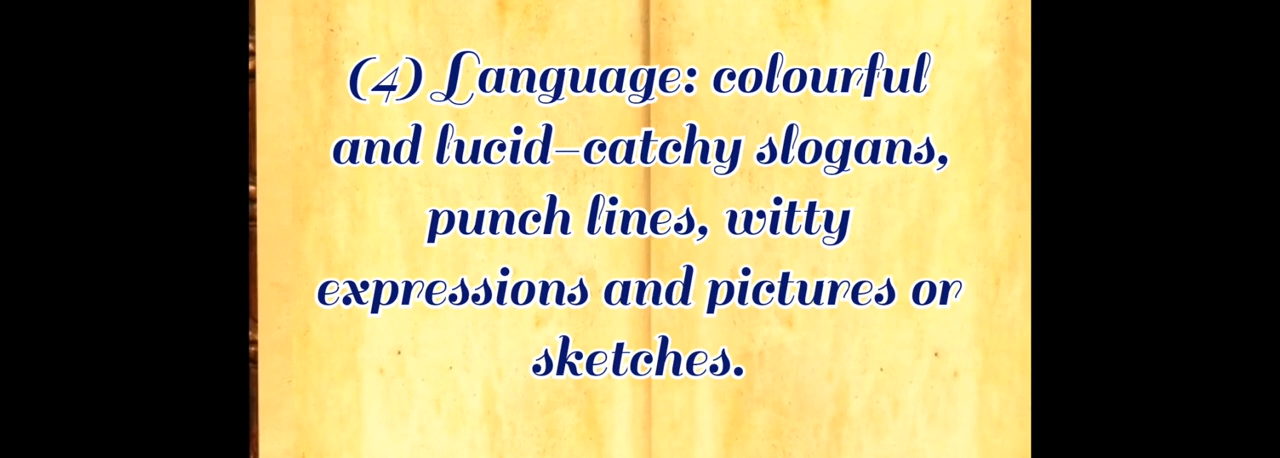 (4) Language: colourful
and lucid–catchy slogans,
punch lines, witty
expressions and pictures or
sketches.